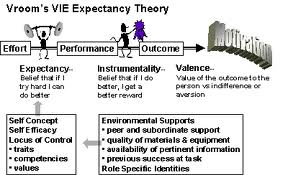 Vroom's VIE Expectancy Theory
Effort
Performance
Outcome
Motivation
Expectancy--
Belief that if I
try hard I can
do better
Instrumentality--
Belief that if I do
better, I get a
better reward
Valence--
Value of the outcome to the
person vs indifference or
aversion
Self Concept
Self Efficacy
Locus of Control
• traits
• competencies
• values
Environmental Supports
• peer and subordinate support
• quality of materials & equipment
• availability of pertinent information
• previous success at task
Role Specific Identities